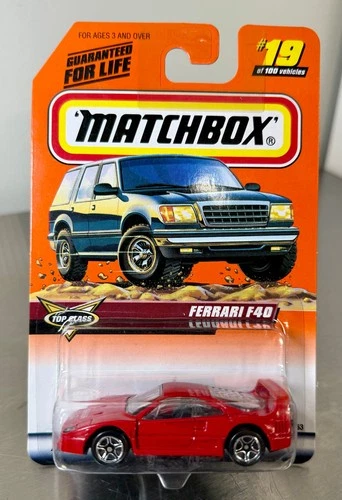 FOR AGES 3 AND OVER
GUARANTEED
FOR LIFE
#19
of 100 vehicles
'MATCHBOX'®
TOP CLASS
FERRARI F40